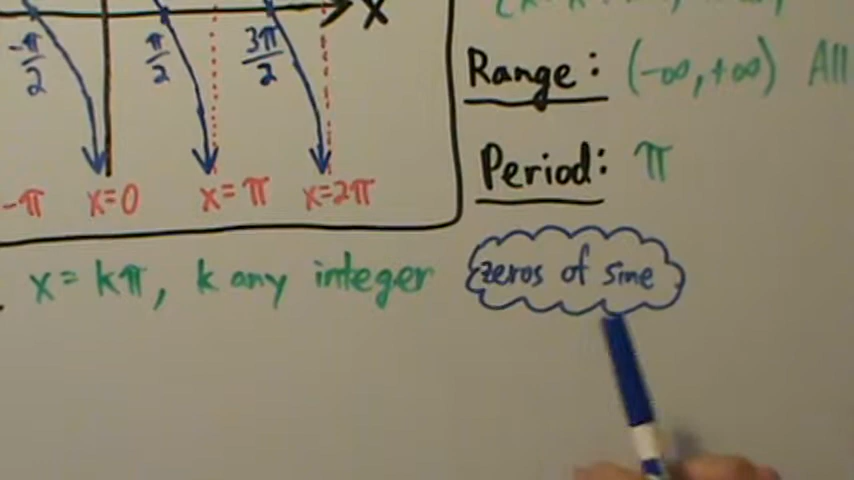 x
-π/2 π/2 3π/2
Range: (-∞, +∞) All
Period: π
-π x=0 x=π x=2π
x = kπ, k any integer
zeros of sine